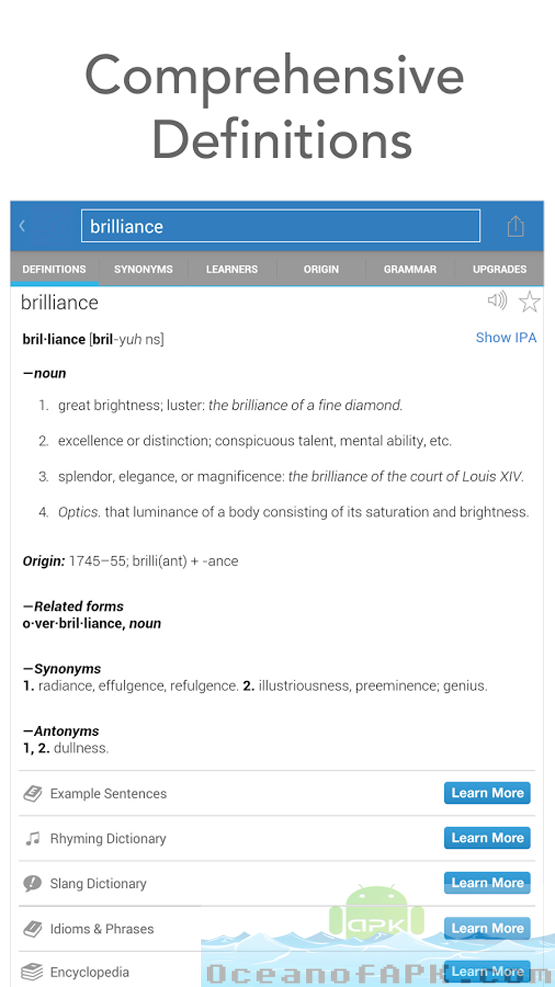 Comprehensive
Definitions
brilliance
DEFINITIONS SYNONYMS LEARNERS ORIGIN GRAMMAR UPGRADES
brilliance
bril·liance [bril-yuh ns] Show IPA
—noun
1. great brightness; luster: the brilliance of a fine diamond.
2. excellence or distinction; conspicuous talent, mental ability, etc.
3. splendor, elegance, or magnificence: the brilliance of the court of Louis XIV.
4. Optics. that luminance of a body consisting of its saturation and brightness.
Origin: 1745–55; brilli(ant) + -ance
—Related forms
o·ver·bril·liance, noun
—Synonyms
1. radiance, effulgence, refulgence. 2. illustriousness, preeminence; genius.
—Antonyms
1, 2. dullness.
Example Sentences Learn More
Rhyming Dictionary Learn More
Slang Dictionary Learn More
APK
Idioms & Phrases Learn More
Encyclopedia Learn More
OceanofAPK.com